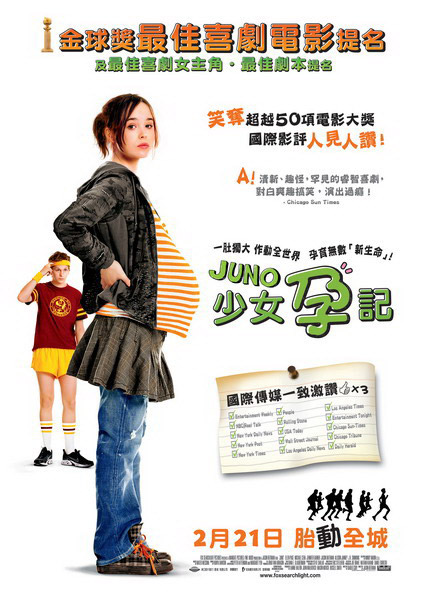 金球獎最佳喜劇電影提名
及最佳喜劇女主角·最佳劇本提名
笑奪超越50項電影大獎
國際影評人見人讚!
A! 清新、趣怪，罕見的睿智喜劇，
對白爽趣搞笑，演出過癮!
- Chicago Sun Times
一肚獨大 作動全世界 孕育無數「新生命」!
JUNO
少女孕記
國際傳媒一致激讚 x3
Entertainment Weekly
People
Los Angeles Times
NBC/Reel Talk
Rolling Stone
Entertainment Tonight
New York Daily News
USA Today
Chicago Sun-Times
New York Post
Wall Street Journal
Chicago Tribune
New York Times
Los Angeles Daily News
Daily Herald
2月21日 胎動全城
www.foxsearchlight.com